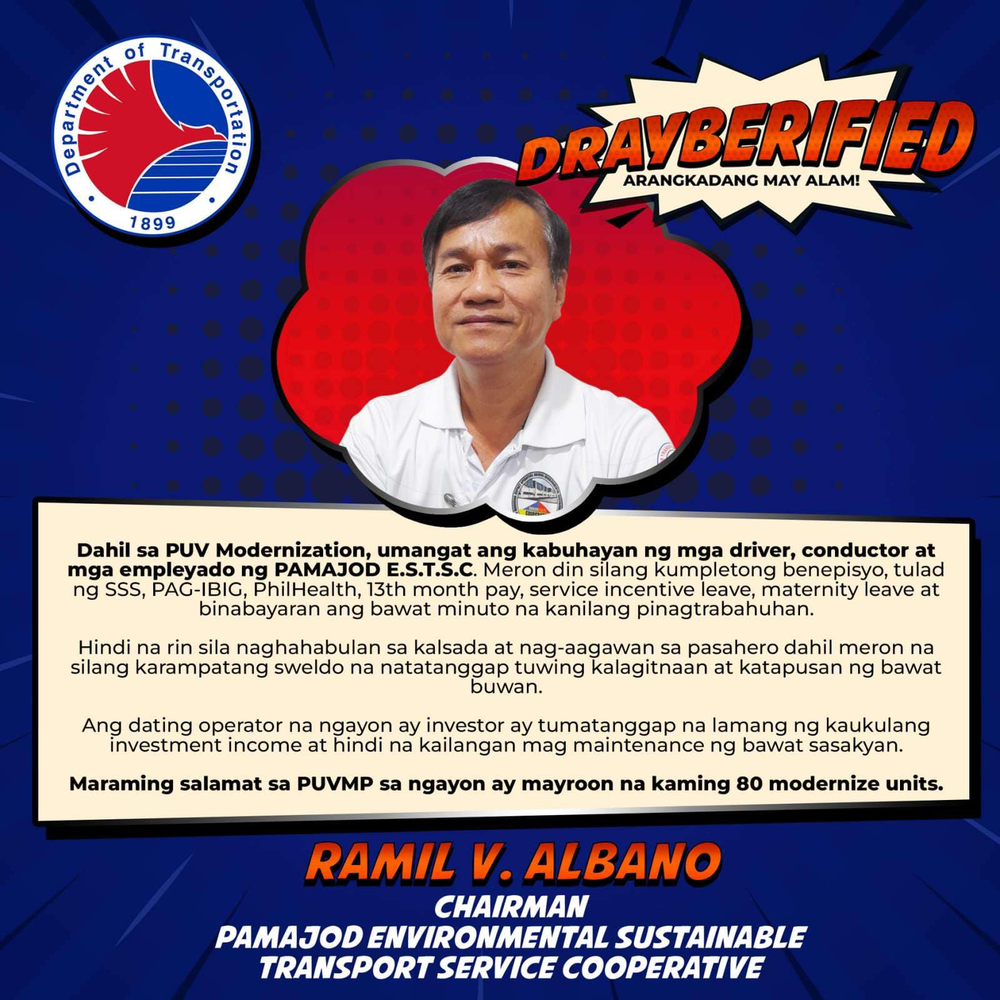 Department of Transportation
1899
DRAYBERIFIED
ARANGKADANG MAY ALAM!
Dahil sa PUV Modernization, umangat ang kabuhayan ng mga driver, conductor at
mga empleyado ng PAMAJOD E.S.T.S.C. Meron din silang kumpletong benepisyo, tulad
ng SSS, PAG-IBIG, PhilHealth, 13th month pay, service incentive leave, maternity leave at
binabayaran ang bawat minuto na kanilang pinagtrabahuhan.
Hindi na rin sila naghahabulan sa kalsada at nag-aagawan sa pasahero dahil meron na
silang karampatang sweldo na natatanggap tuwing kalagitnaan at katapusan ng bawat
buwan.
Ang dating operator na ngayon ay investor ay tumatanggap na lamang ng kaukulang
investment income at hindi na kailangan mag maintenance ng bawat sasakyan.
Maraming salamat sa PUVMP sa ngayon ay mayroon na kaming 80 modernize units.
RAMIL V. ALBANO
CHAIRMAN
PAMAJOD ENVIRONMENTAL SUSTAINABLE
TRANSPORT SERVICE COOPERATIVE